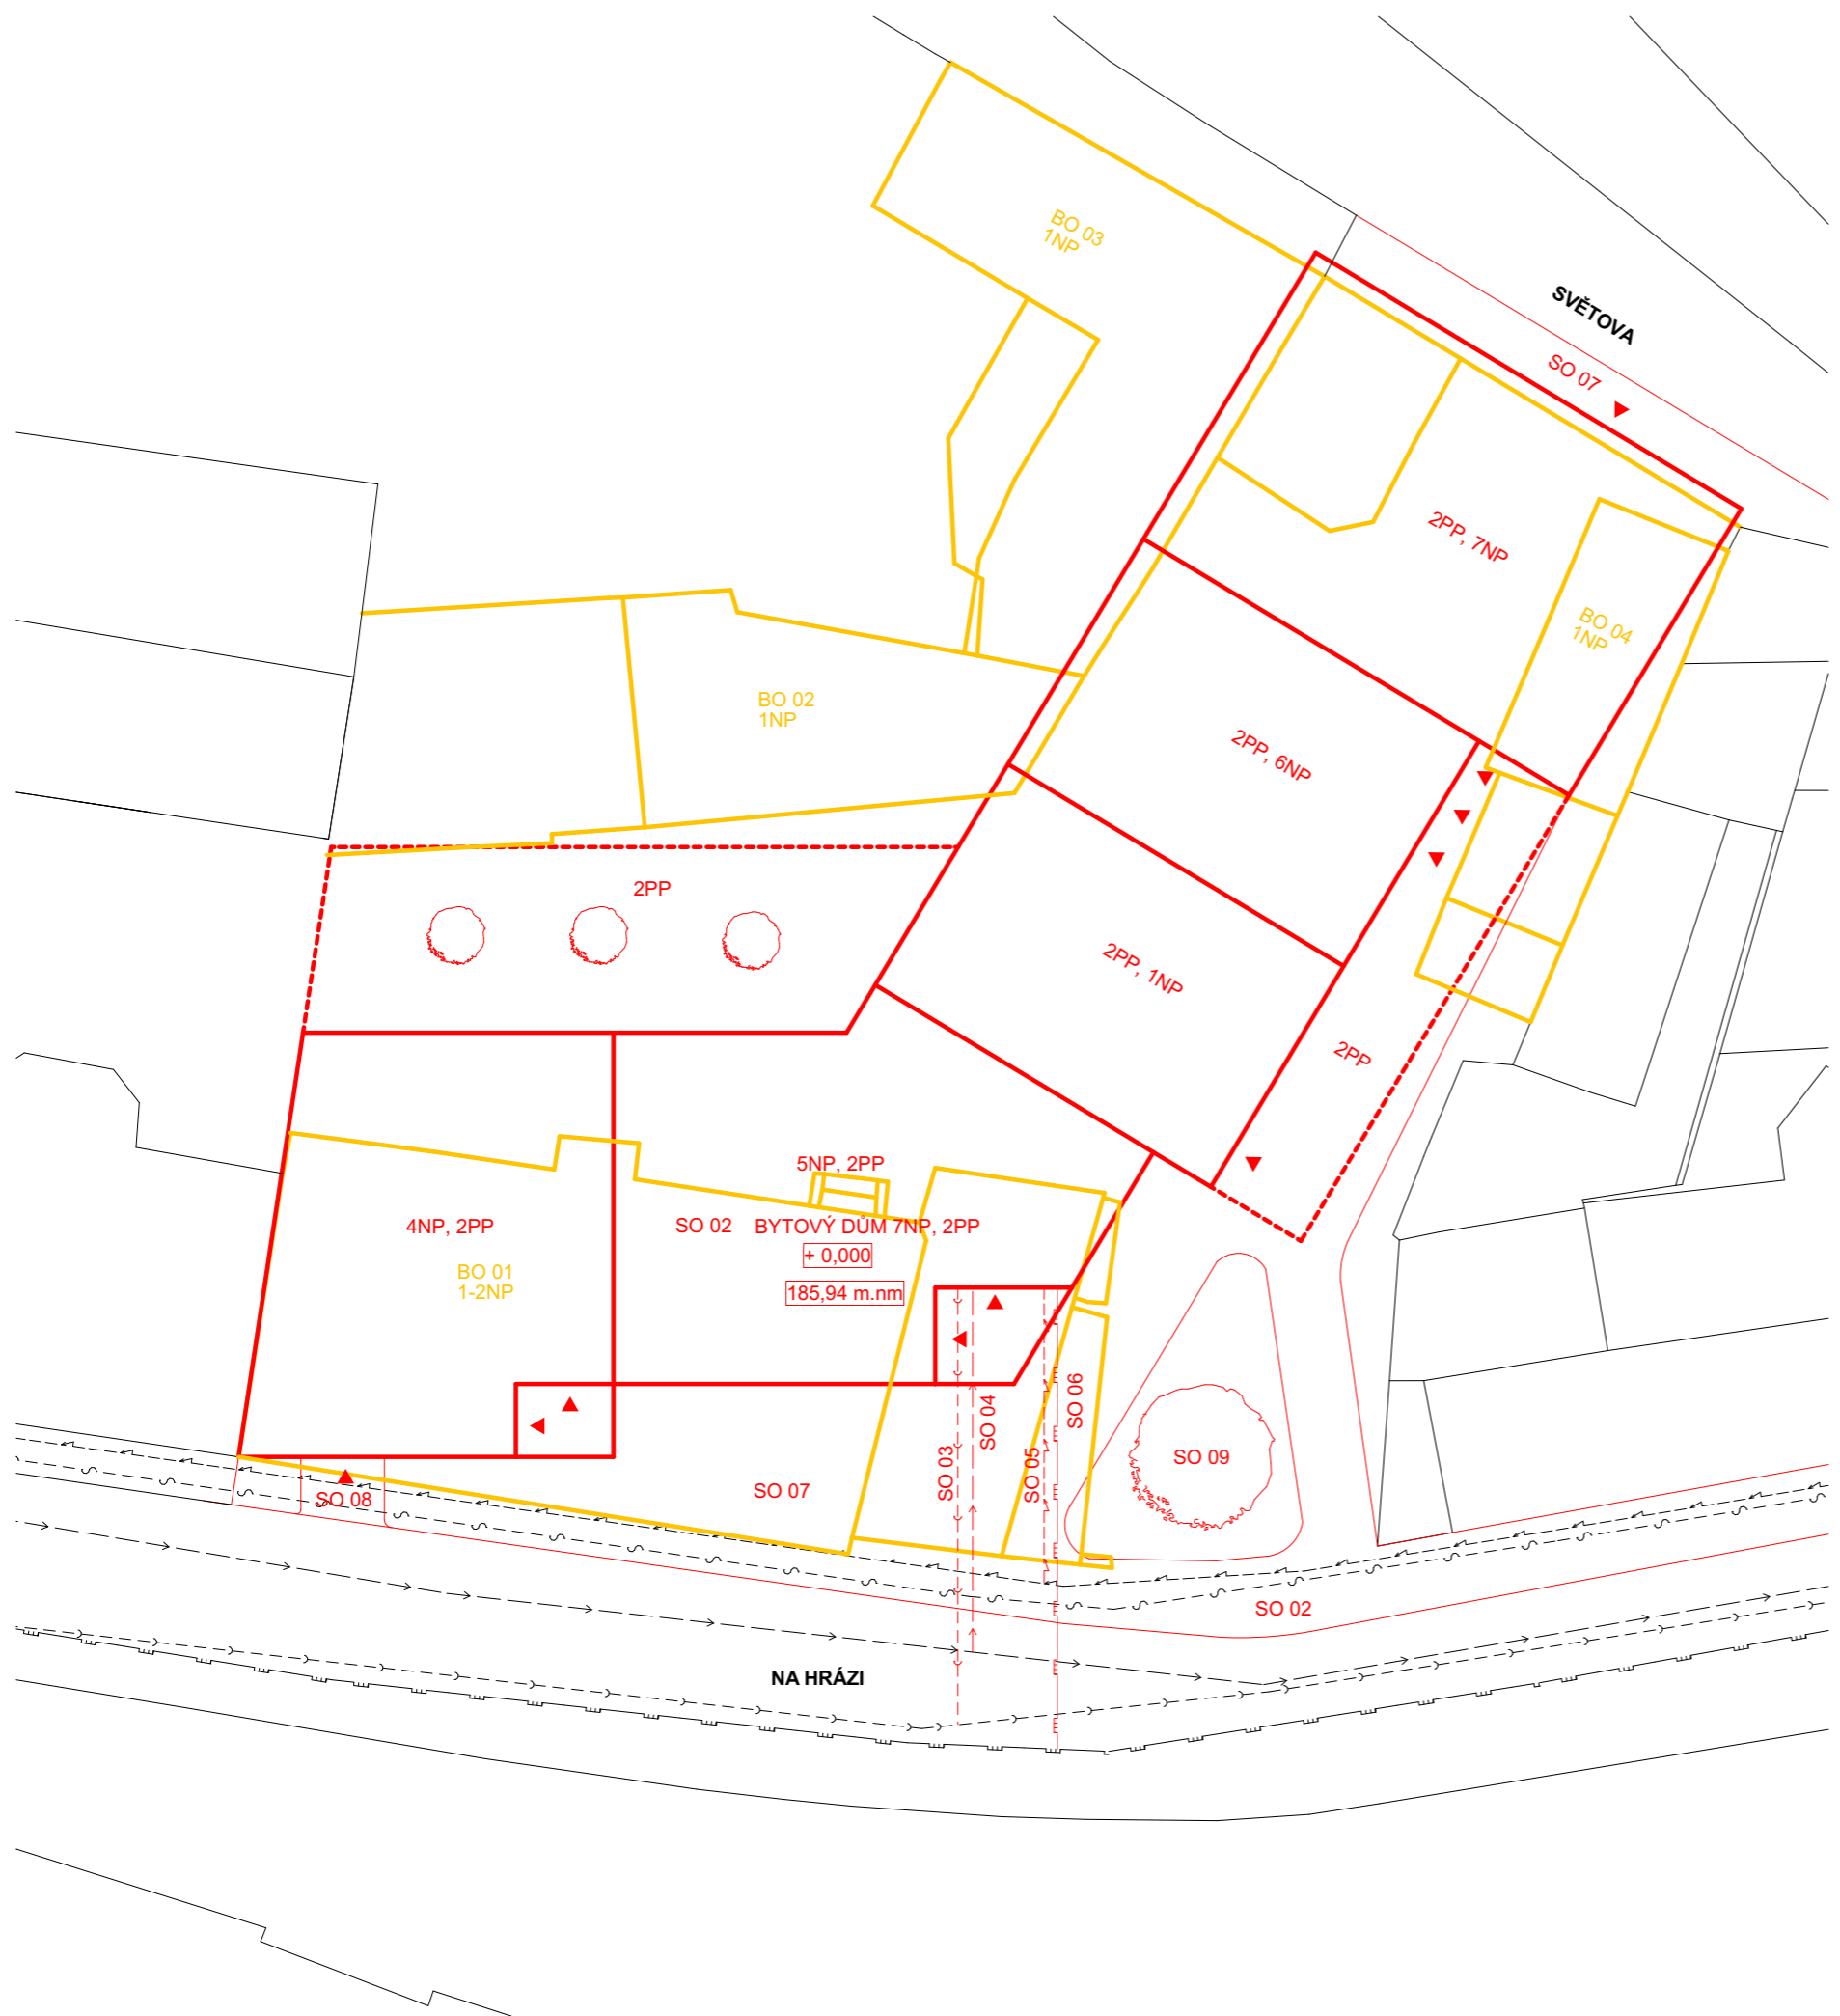 BO 03
1NP
SVĚTOVA
SO 07
2PP, 7NP
BO 04
1NP
BO 02
1NP
2PP, 6NP
2PP
2PP, 1NP
2PP
5NP, 2PP
4NP, 2PP
SO 02
BYTOVÝ DŮM 7NP, 2PP
+ 0,000
BO 01
1-2NP
185,94 m.nm
SO 06
SO 04
SO 03
SO 05
SO 09
SO 07
SO 08
SO 02
NA HRÁZI